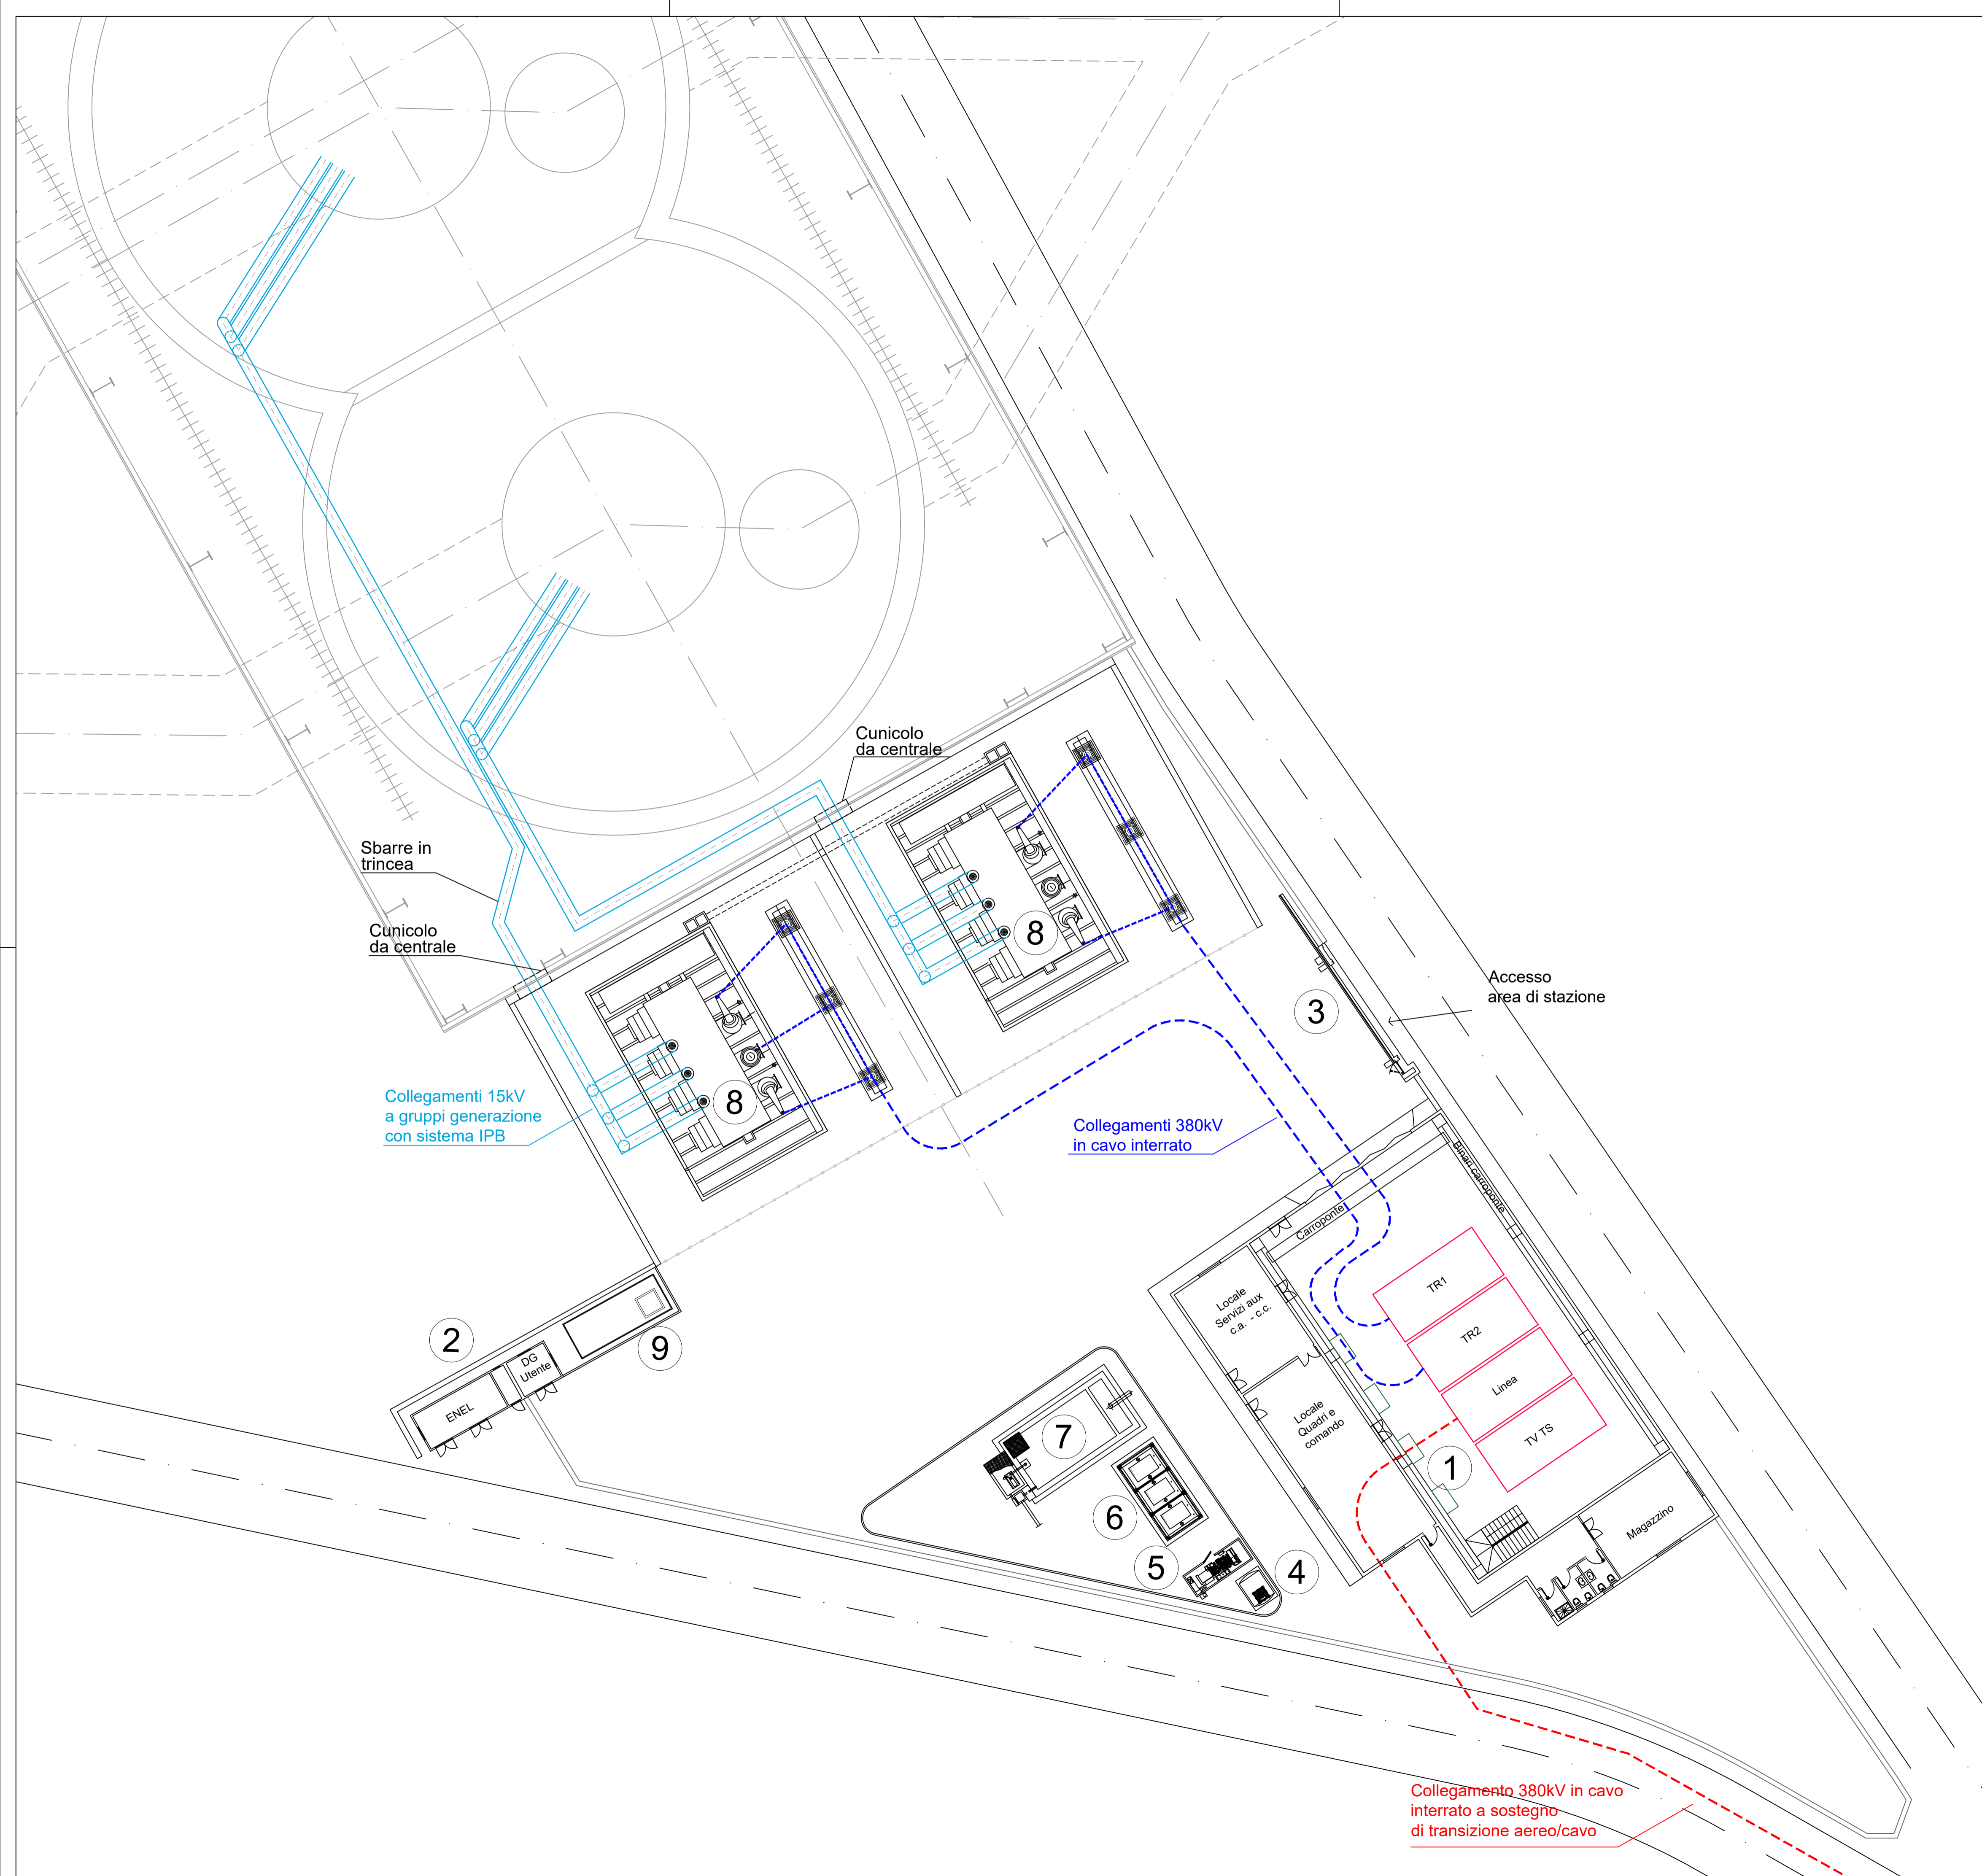 Cunicolo
da centrale
Sbarre in
trincea
Cunicolo
da centrale
8
8
Accesso
area di stazione
3
Collegamenti 15kV
a gruppi generazione
con sistema IPB
Collegamenti 380kV
in cavo interrato
Binari carroponte
Carroponte
TR1
TR2
Linea
TV TS
Locale
Servizi aux
c.a. - c.c.
Locale
Quadri e
comando
1
Magazzino
2
9
DG
Utente
ENEL
7
6
5
4
Collegamento 380kV in cavo
interrato a sostegno
di transizione aereo/cavo